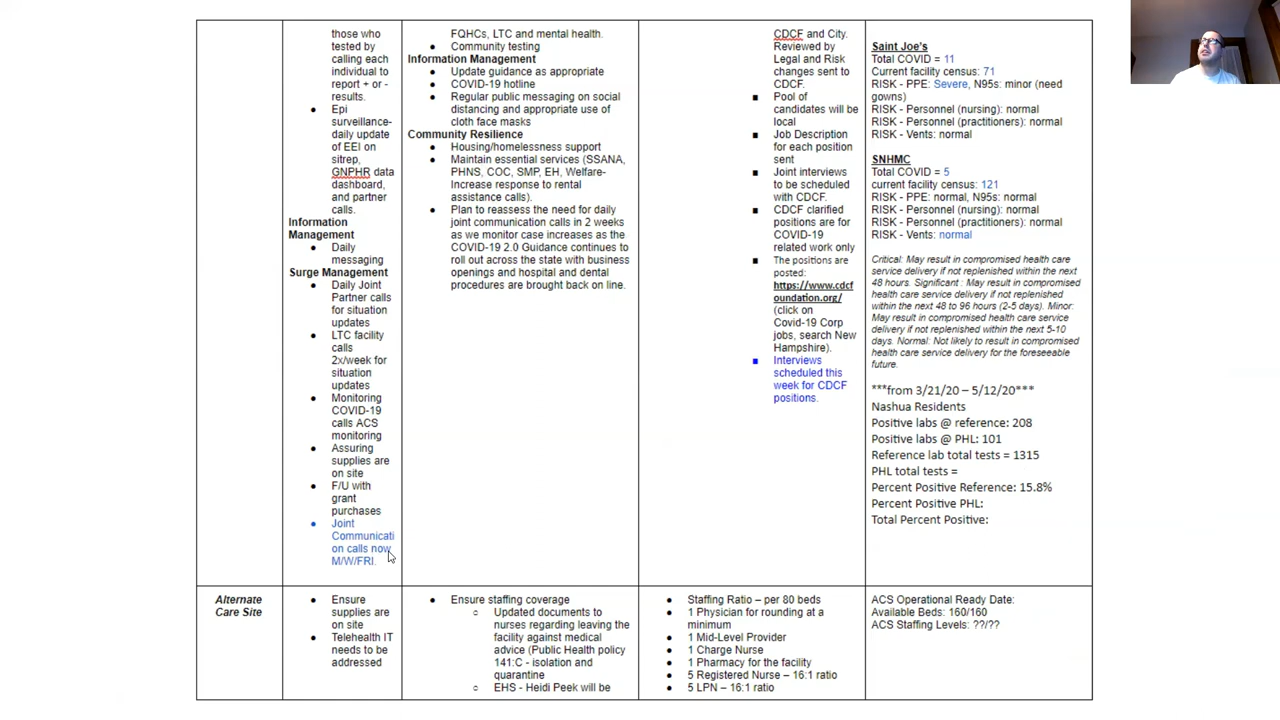 those who
tested by
calling each
individual to
report + or -
results.
● Epi
surveillance-
daily update
of EEI on
sitrep,
GNPHR data
dashboard,
and partner
calls.
Information
Management
● Daily
messaging
Surge Management
● Daily Joint
Partner calls
for situation
updates
● LTC facility
calls
2x/week for
situation
updates
● Monitoring
COVID-19
calls ACS
monitoring
● Assuring
supplies are
on site
● F/U with
grant
purchases
● Joint
Communicati
on calls now
M/W/FRI.
FQHCs, LTC and mental health.
● Community testing
Information Management
● Update guidance as appropriate
● COVID-19 hotline
● Regular public messaging on social
distancing and appropriate use of
cloth face masks
Community Resilience
● Housing/homelessness support
● Maintain essential services (SSANA,
PHNS, COC, SMP, EH, Welfare-
Increase response to rental
assistance calls).
● Plan to reassess the need for daily
joint communication calls in 2 weeks
as we monitor case increases as the
COVID-19 2.0 Guidance continues to
roll out across the state with business
openings and hospital and dental
procedures are brought back on line.
CDCF and City.
Reviewed by
Legal and Risk
changes sent to
CDCF.
■ Pool of
candidates will be
local
■ Job Description
for each position
sent
■ Joint interviews
to be scheduled
with CDCF.
■ CDCF clarified
positions are for
COVID-19
related work only
■ The positions are
posted:
https://www.cdcf
oundation.org/
(click on
Covid-19 Corp
jobs, search New
Hampshire).
■ Interviews
scheduled this
week for CDCF
positions.
Saint Joe's
Total COVID = 11
Current facility census: 71
RISK - PPE: Severe, N95s: minor (need
gowns)
RISK - Personnel (nursing): normal
RISK - Personnel (practitioners): normal
RISK - Vents: normal
SNHMC
Total COVID = 5
current facility census: 121
RISK - PPE: normal, N95s: normal
RISK - Personnel (nursing): normal
RISK - Personnel (practitioners): normal
RISK - Vents: normal
Critical: May result in compromised health care
service delivery if not replenished within the next
48 hours. Significant : May result in compromised
health care service delivery if not replenished
within the next 48 to 96 hours (2-5 days). Minor:
May result in compromised health care service
delivery if not replenished within the next 5-10
days. Normal: Not likely to result in compromised
health care service delivery for the foreseeable
future.
***from 3/21/20 – 5/12/20***
Nashua Residents
Positive labs @ reference: 208
Positive labs @ PHL: 101
Reference lab total tests = 1315
PHL total tests =
Percent Positive Reference: 15.8%
Percent Positive PHL:
Total Percent Positive:
Alternate
Care Site
● Ensure
supplies are
on site
● Telehealth IT
needs to be
addressed
● Ensure staffing coverage
○ Updated documents to
nurses regarding leaving the
facility against medical
advice (Public Health policy
141:C - isolation and
quarantine
○ EHS - Heidi Peek will be
● Staffing Ratio – per 80 beds
● 1 Physician for rounding at a
minimum
● 1 Mid-Level Provider
● 1 Charge Nurse
● 1 Pharmacy for the facility
● 5 Registered Nurse – 16:1 ratio
● 5 LPN – 16:1 ratio
ACS Operational Ready Date:
Available Beds: 160/160
ACS Staffing Levels: ??/??